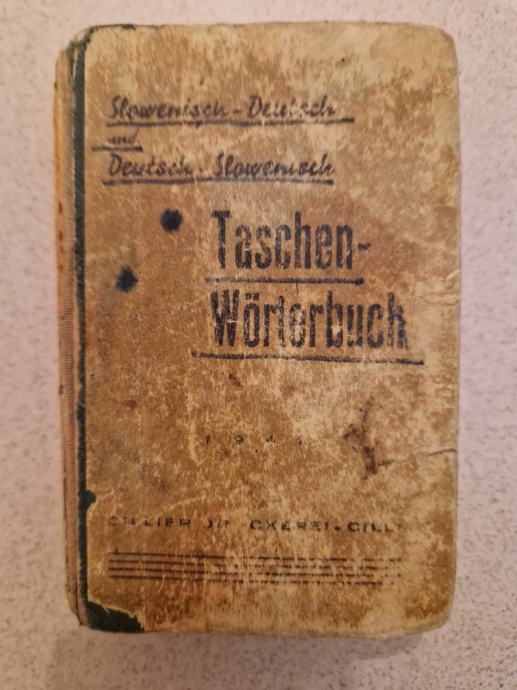 Slowenisch-Deutsch
und
Deutsch-Slowenisch
Taschen-
Wörterbuch